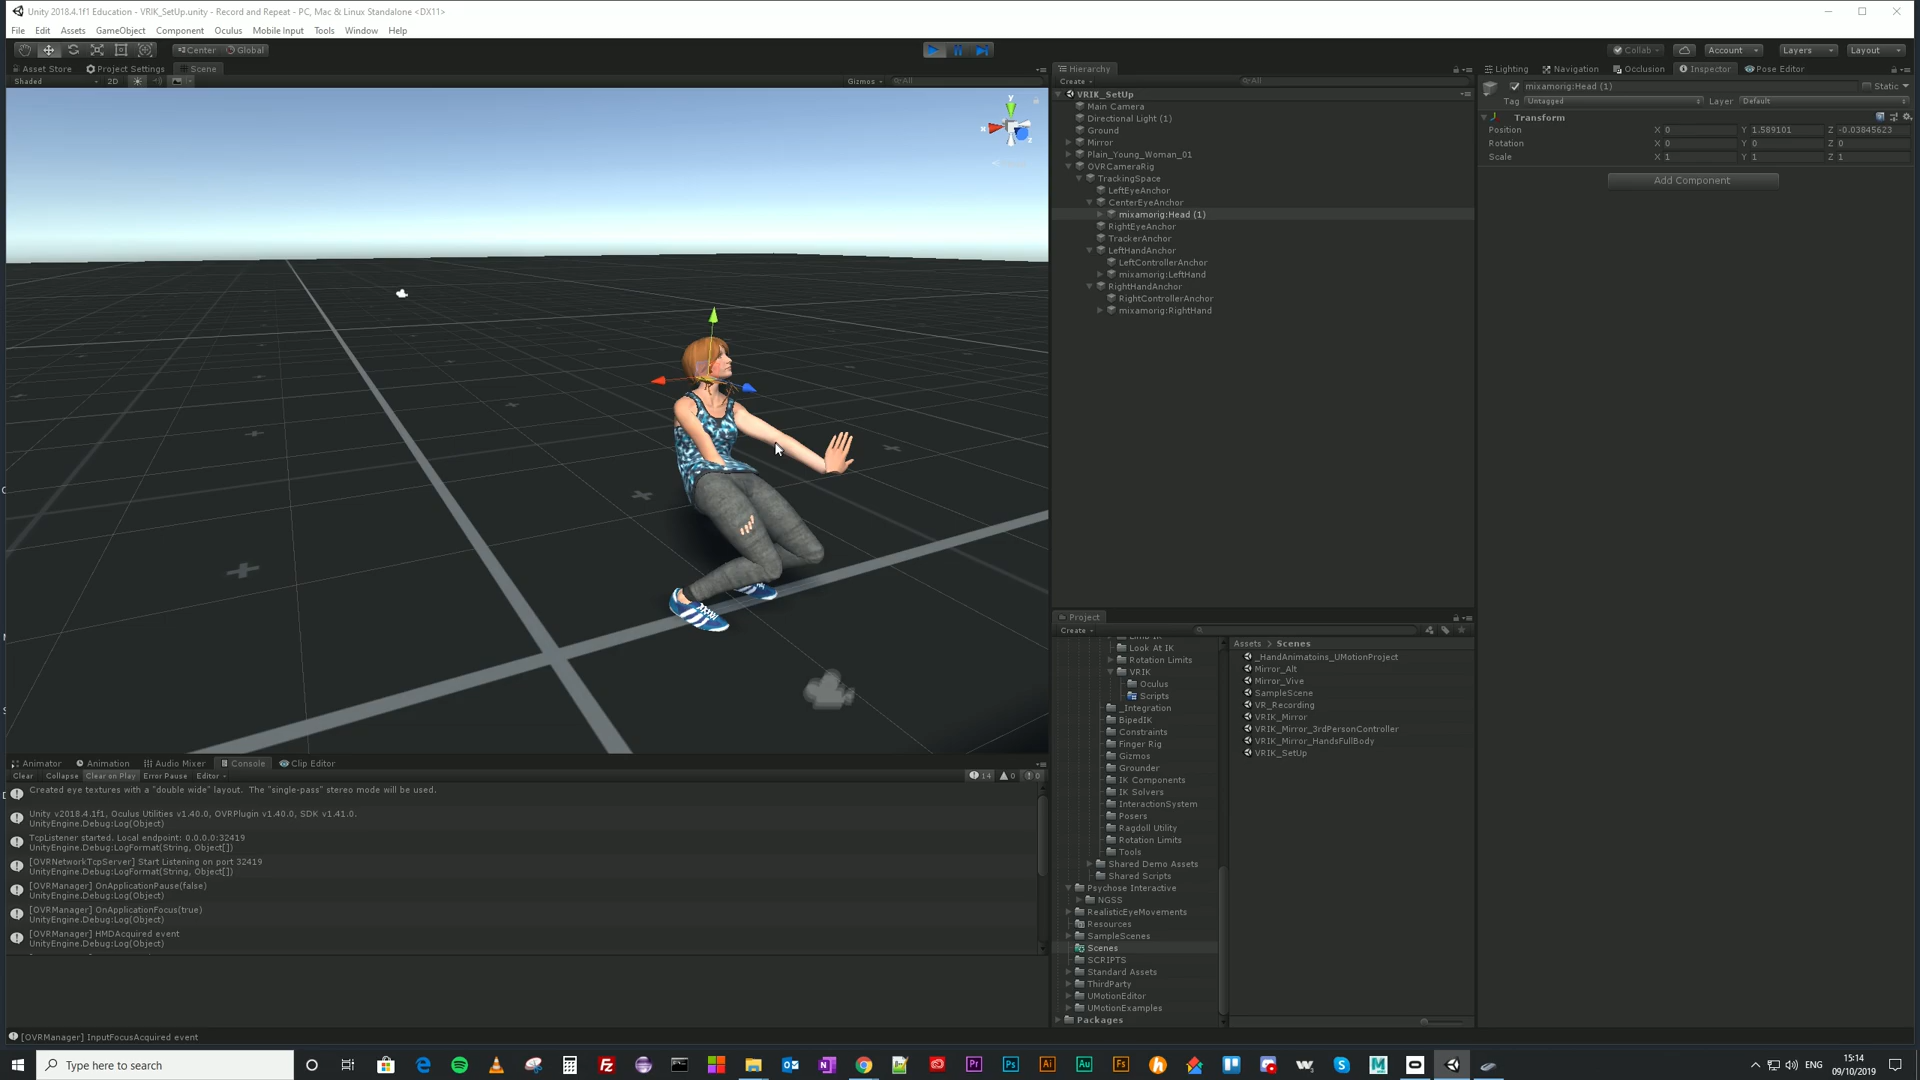 Unity 2018.4.1f1 Education - VRIK_SetUp.unity - Record and Repeat - PC, Mac & Linux Standalone <DX11>
File Edit Assets GameObject Component Oculus Mobile Input Tools Window Help
Center Global
Collab Account Layers Layout
Asset Store Project Settings Scene
Shaded 2D Gizmos All
y
x
z
Hierarchy
Create All
VRIK_SetUp
Main Camera
Directional Light (1)
Ground
Mirror
Plain_Young_Woman_01
OVRCameraRig
TrackingSpace
LeftEyeAnchor
CenterEyeAnchor
mixamorig:Head (1)
RightEyeAnchor
TrackerAnchor
LeftHandAnchor
LeftControllerAnchor
mixamorig:LeftHand
RightHandAnchor
RightControllerAnchor
mixamorig:RightHand
Lighting Navigation Occlusion Inspector Pose Editor
mixamorig:Head (1) Static
Tag Untagged Layer Default
Transform
Position X 0 Y 1.589101 Z -0.03845623
Rotation X 0 Y 0 Z 0
Scale X 1 Y 1 Z 1
Add Component
Project
Create
Limb IK
Look At IK
Rotation Limits
VRIK
Oculus
Scripts
_Integration
BipedIK
Constraints
Finger Rig
Gizmos
Grounder
IK Components
IK Solvers
InteractionSystem
Posers
Ragdoll Utility
Rotation Limits
Tools
Shared Demo Assets
Shared Scripts
Psychose Interactive
NGSS
RealisticEyeMovements
Resources
SampleScenes
Scenes
SCRIPTS
Standard Assets
ThirdParty
UMotionEditor
UMotionExamples
Packages
Assets > Scenes
_HandAnimatoins_UMotionProject
Mirror_Alt
Mirror_Vive
SampleScene
VR_Recording
VRIK_Mirror
VRIK_Mirror_3rdPersonController
VRIK_Mirror_HandsFullBody
VRIK_SetUp
Animator Animation Audio Mixer Console Clip Editor
Clear Collapse Clear on Play Error Pause Editor 14 0 0
Created eye textures with a "double wide" layout. The "single-pass" stereo mode will be used.
Unity v2018.4.1f1, Oculus Utilities v1.40.0, OVRPlugin v1.40.0, SDK v1.41.0.
UnityEngine.Debug:Log(Object)
TcpListener started. Local endpoint: 0.0.0.0:32419
UnityEngine.Debug:LogFormat(String, Object[])
[OVRNetworkTcpServer] Start Listening on port 32419
UnityEngine.Debug:LogFormat(String, Object[])
[OVRManager] OnApplicationPause(false)
UnityEngine.Debug:Log(Object)
[OVRManager] OnApplicationFocus(true)
UnityEngine.Debug:Log(Object)
[OVRManager] HMDAcquired event
UnityEngine.Debug:Log(Object)
[OVRManager] InputFocusAcquired event
Type here to search
Fz
Pr Ps Ai Au Fs
ENG
15:14
09/10/2019